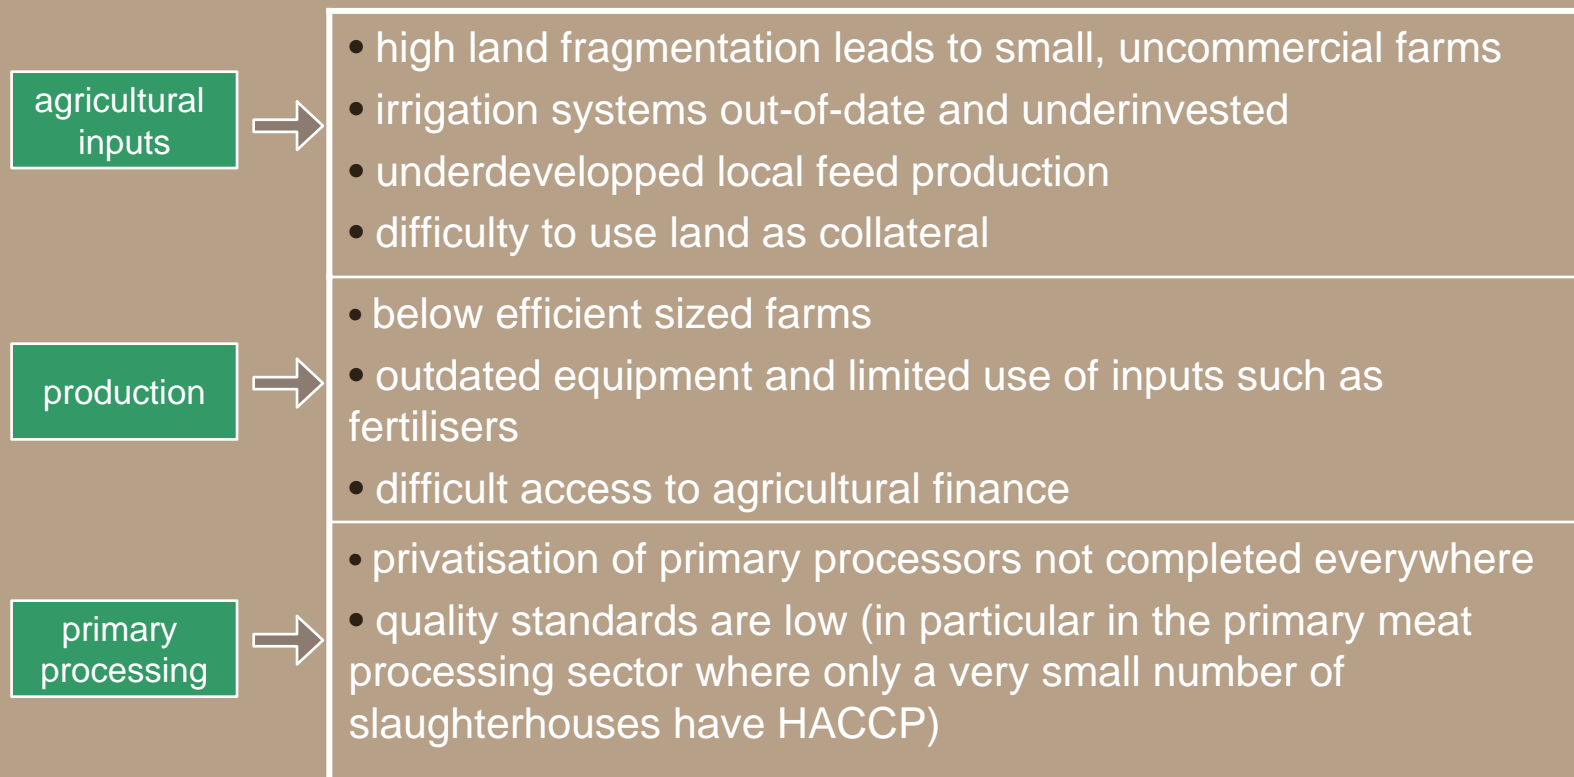 agricultural
inputs
• high land fragmentation leads to small, uncommercial farms
• irrigation systems out-of-date and underinvested
• underdevelopped local feed production
• difficulty to use land as collateral
production
• below efficient sized farms
• outdated equipment and limited use of inputs such as
fertilisers
• difficult access to agricultural finance
primary
processing
• privatisation of primary processors not completed everywhere
• quality standards are low (in particular in the primary meat
processing sector where only a very small number of
slaughterhouses have HACCP)